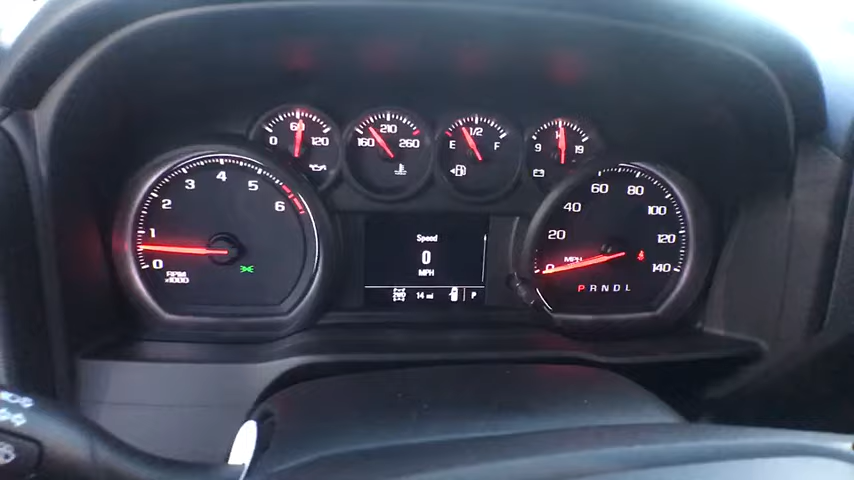 0 60 120
160 210 260
E 1/2 F
9 14 19
0 1 2 3 4 5 6
RPM
x1000
Speed
0
MPH
14 mi P
0 20 40 60 80 100 120 140
MPH
P R N D L